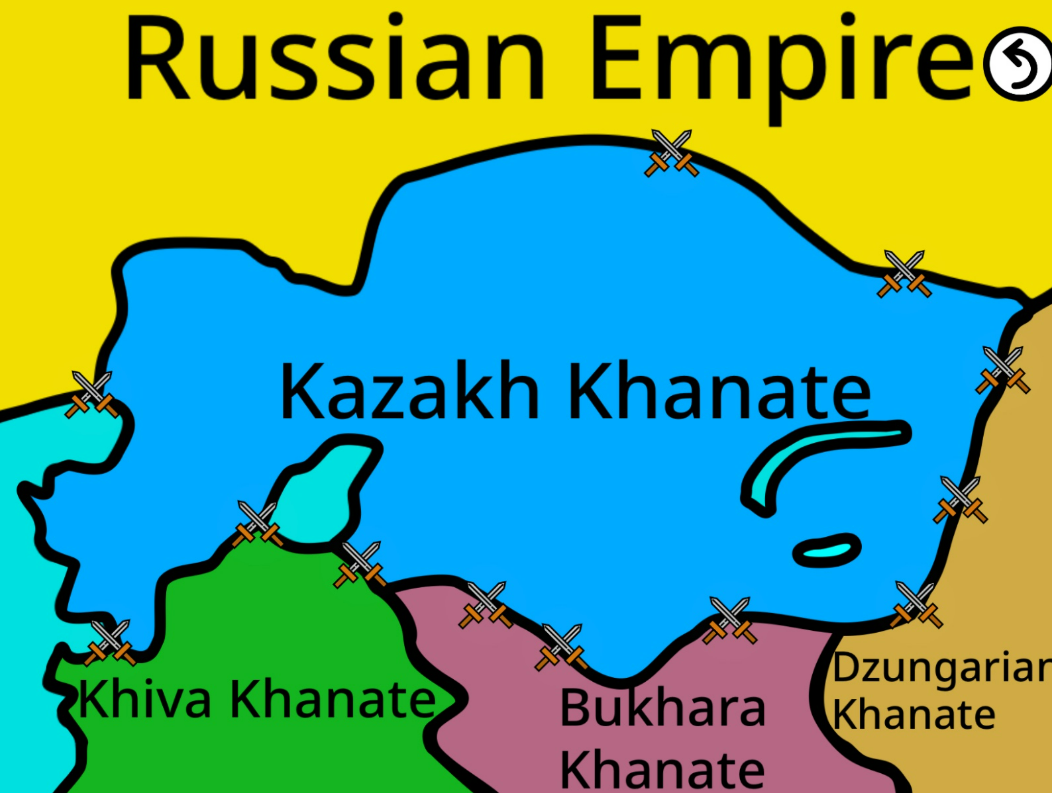 Russian Empire
Kazakh Khanate
Khiva Khanate
Bukhara
Khanate
Dzungarian
Khanate